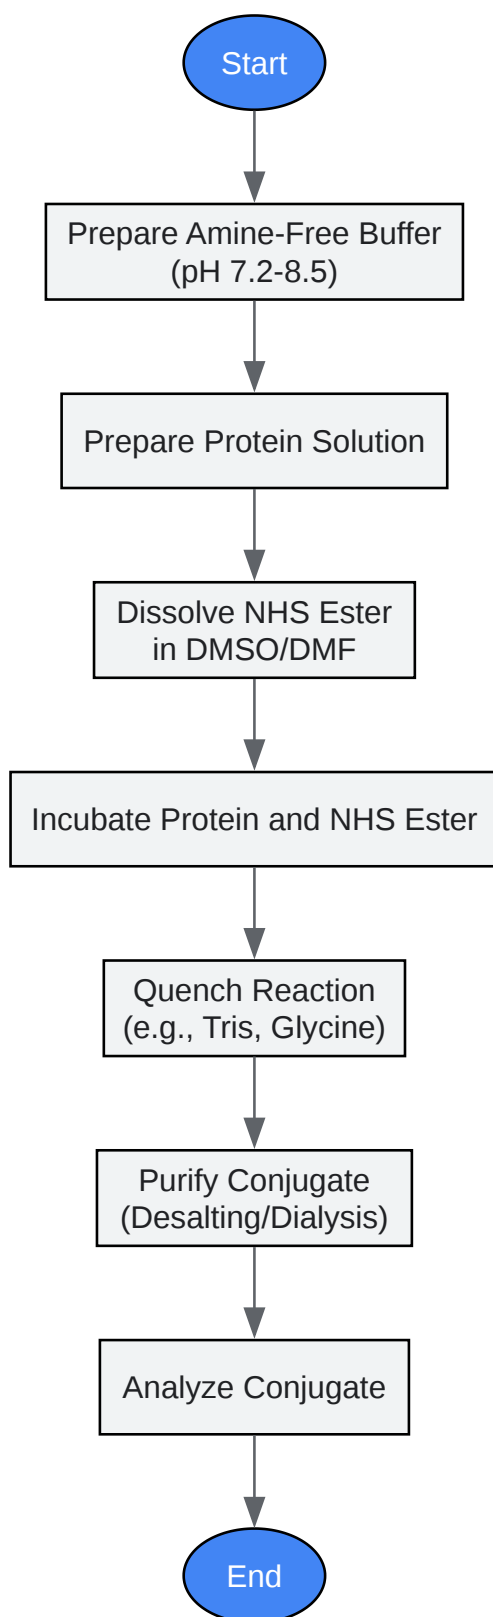 Start
Prepare Amine-Free Buffer
(pH 7.2-8.5)
Prepare Protein Solution
Dissolve NHS Ester
in DMSO/DMF
Incubate Protein and NHS Ester
Quench Reaction
(e.g., Tris, Glycine)
Purify Conjugate
(Desalting/Dialysis)
Analyze Conjugate
End